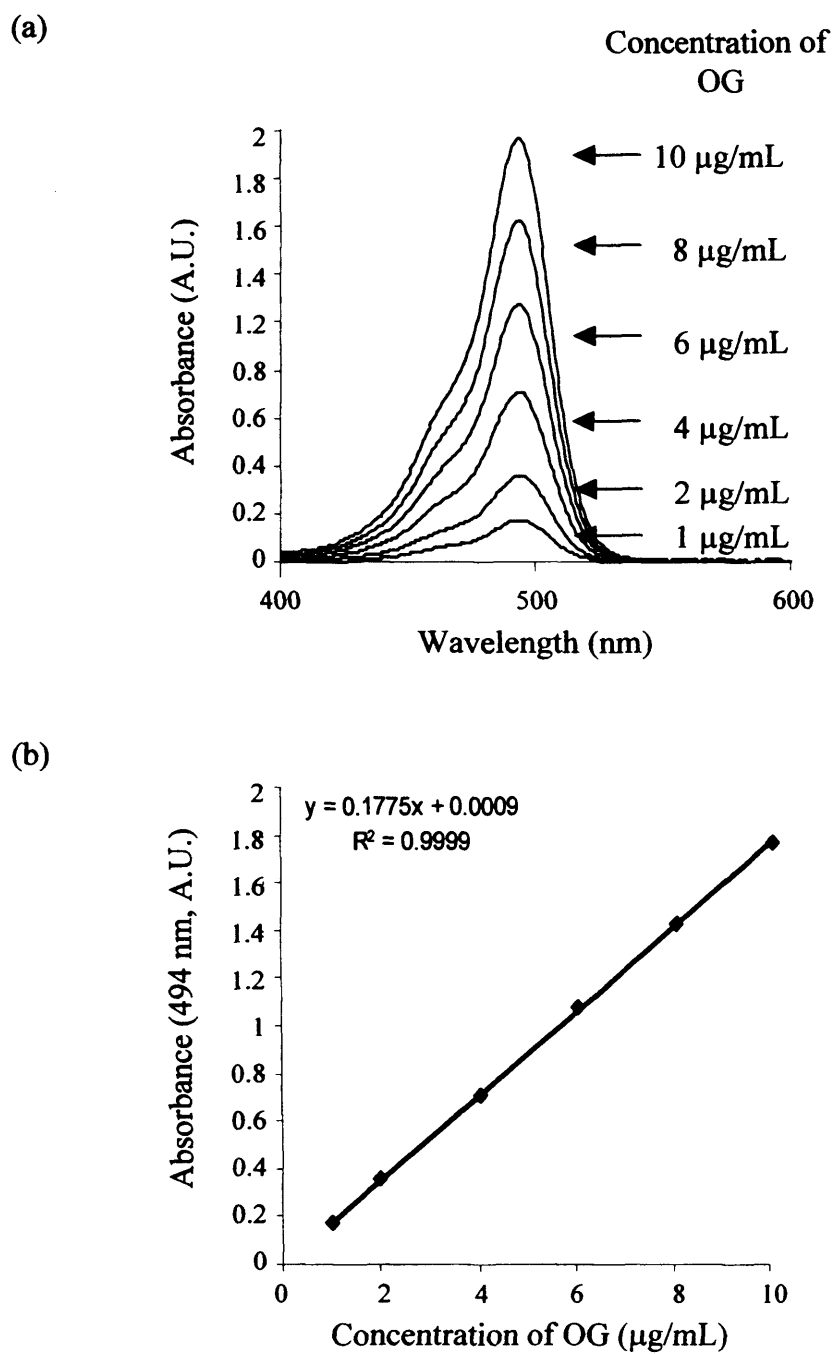 (a)
Concentration of
OG
2
1.8
1.6
1.4
1.2
1
0.8
0.6
0.4
0.2
0
Absorbance (A.U.)
10 µg/mL
8 µg/mL
6 µg/mL
4 µg/mL
2 µg/mL
1 µg/mL
400
500
600
Wavelength (nm)
(b)
y = 0.1775x + 0.0009
R² = 0.9999
2
1.8
1.6
1.4
1.2
1
0.8
0.6
0.4
0.2
0
Absorbance (494 nm, A.U.)
0
2
4
6
8
10
Concentration of OG (µg/mL)